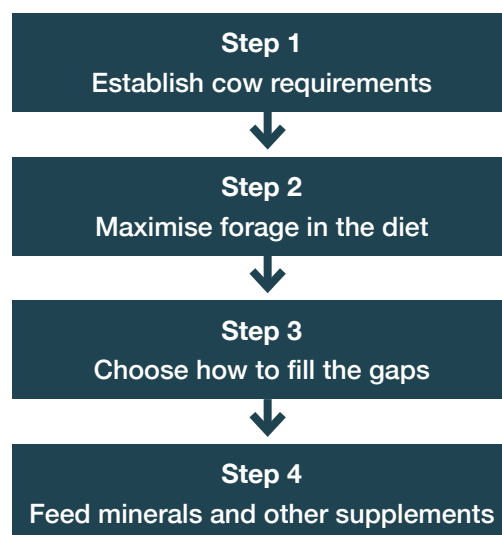 Step 1
Establish cow requirements
Step 2
Maximise forage in the diet
Step 3
Choose how to fill the gaps
Step 4
Feed minerals and other supplements